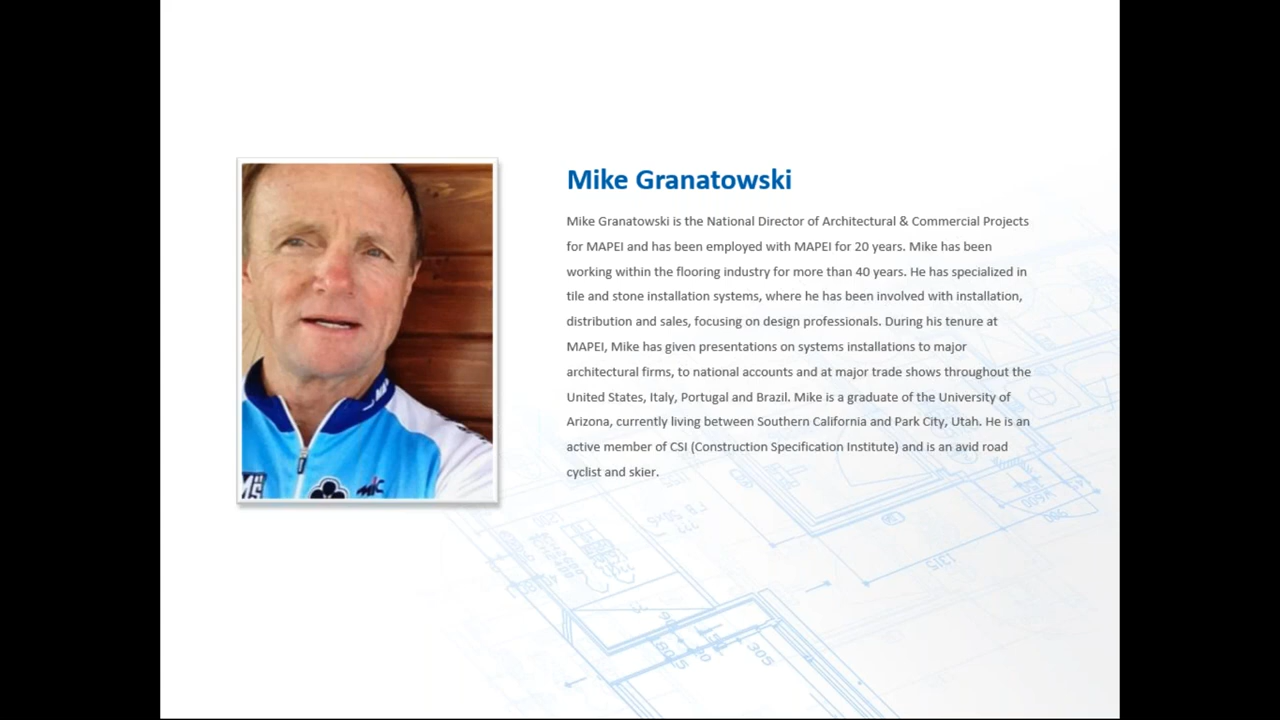 Mike Granatowski
Mike Granatowski is the National Director of Architectural & Commercial Projects
for MAPEI and has been employed with MAPEI for 20 years. Mike has been
working within the flooring industry for more than 40 years. He has specialized in
tile and stone installation systems, where he has been involved with installation,
distribution and sales, focusing on design professionals. During his tenure at
MAPEI, Mike has given presentations on systems installations to major
architectural firms, to national accounts and at major trade shows throughout the
United States, Italy, Portugal and Brazil. Mike is a graduate of the University of
Arizona, currently living between Southern California and Park City, Utah. He is an
active member of CSI (Construction Specification Institute) and is an avid road
cyclist and skier.
1315
305